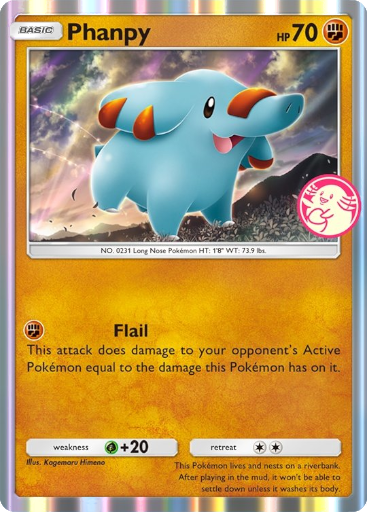 BASIC
Phanpy
HP 70
NO. 0231 Long Nose Pokémon HT: 1'8" WT: 73.9 lbs.
Flail
This attack does damage to your opponent's Active
Pokémon equal to the damage this Pokémon has on it.
weakness +20
retreat
Illus. Kagemaru Himeno
This Pokémon lives and nests on a riverbank.
After playing in the mud, it won't be able to
settle down unless it washes its body.